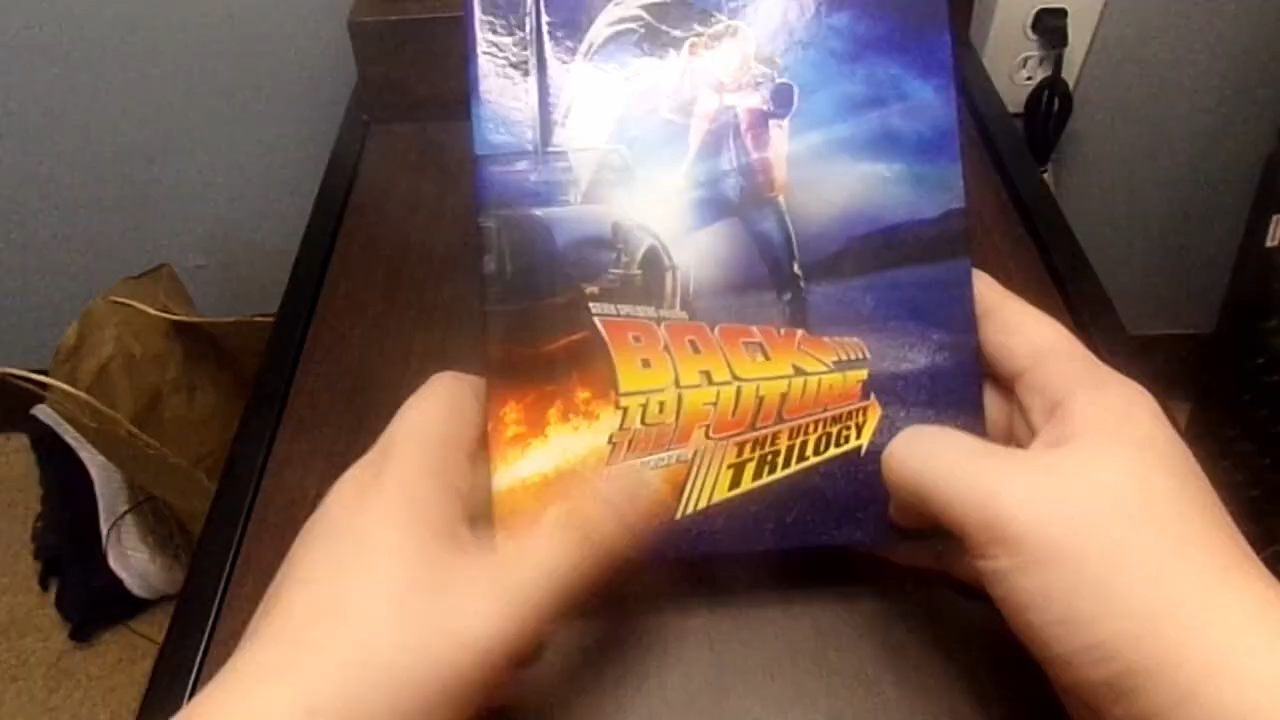 STEVEN SPIELBERG PRESENTS
BACK
TO THE FUTURE
THE ULTIMATE
TRILOGY